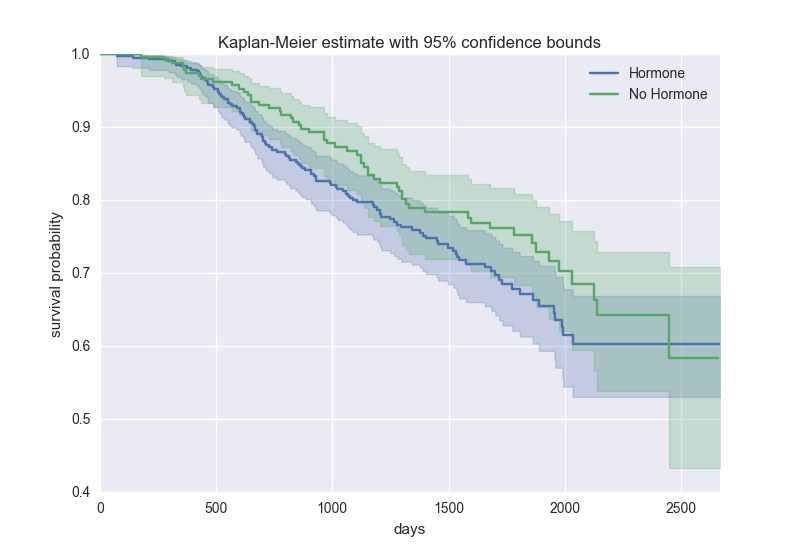 Kaplan-Meier estimate with 95% confidence bounds
Hormone
No Hormone
1.0
0.9
0.8
0.7
0.6
0.5
0.4
survival probability
0 500 1000 1500 2000 2500
days